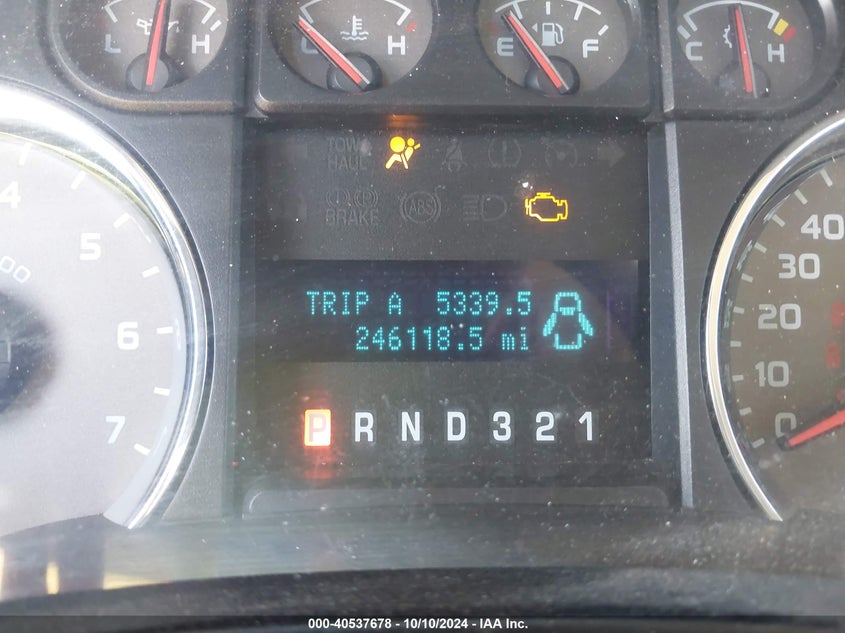 L H
C H
E F
C H
TOW
HAUL
BRAKE
ABS
4
5
6
7
00
TRIP A 5339.5
246118.5 mi
P R N D 3 2 1
40
30
20
10
0
000-40537678 - 10/10/2024 - IAA Inc.